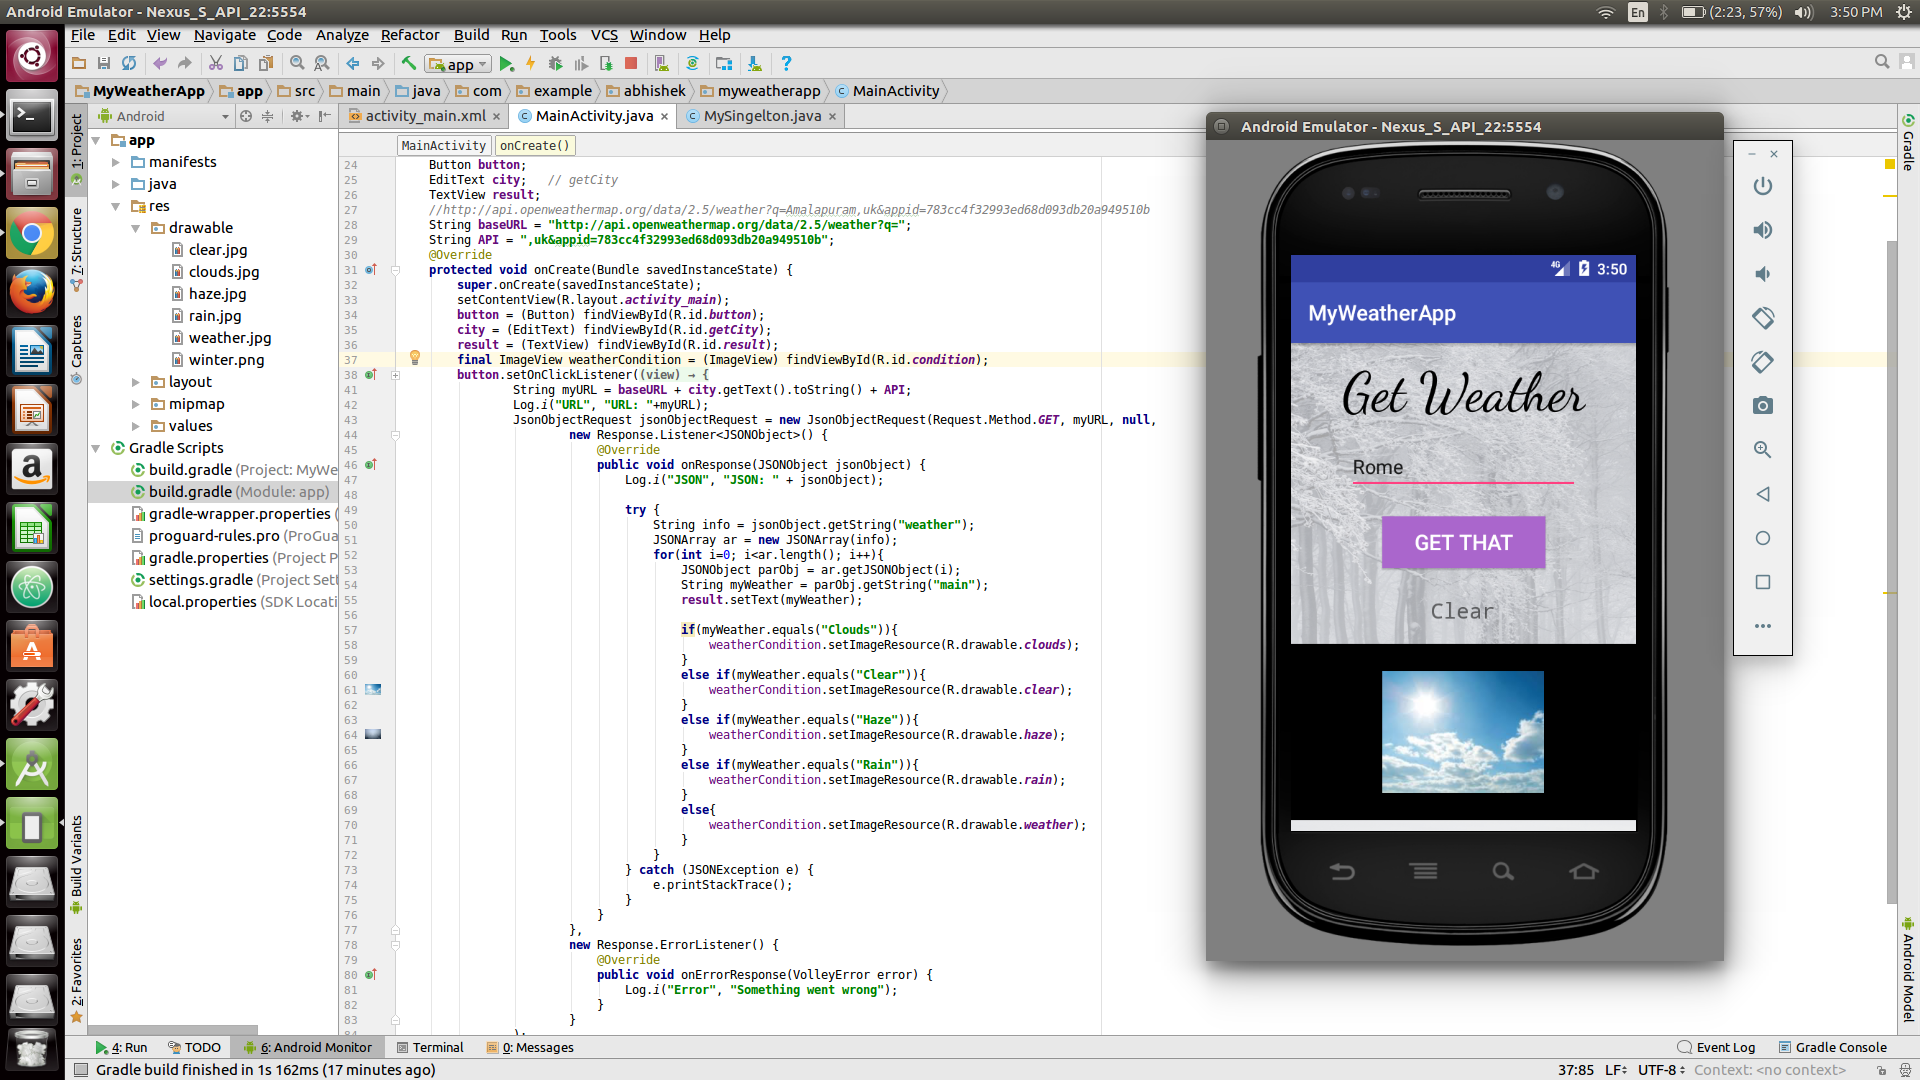 Android Emulator - Nexus_S_API_22:5554
En
(2:23, 57%)
3:50 PM
File Edit View Navigate Code Analyze Refactor Build Run Tools VCS Window Help
app
MyWeatherApp app src main java com example abhishek myweatherapp MainActivity
Android
activity_main.xml
MainActivity.java
MySingelton.java
MainActivity onCreate()
1: Project
7: Structure
Captures
Build Variants
2: Favorites
app
manifests
java
res
drawable
clear.jpg
clouds.jpg
haze.jpg
rain.jpg
weather.jpg
winter.png
layout
mipmap
values
Gradle Scripts
build.gradle (Project: MyWe
build.gradle (Module: app)
gradle-wrapper.properties (
proguard-rules.pro (ProGua
gradle.properties (Project P
settings.gradle (Project Sett
local.properties (SDK Locati
24 Button button;
25 EditText city; // getCity
26 TextView result;
27 //http://api.openweathermap.org/data/2.5/weather?q=Amalapuram,uk&appid=783cc4f32993ed68d093db20a949510b
28 String baseURL = "http://api.openweathermap.org/data/2.5/weather?q=";
29 String API = ",uk&appid=783cc4f32993ed68d093db20a949510b";
30 @Override
31 protected void onCreate(Bundle savedInstanceState) {
32 super.onCreate(savedInstanceState);
33 setContentView(R.layout.activity_main);
34 button = (Button) findViewById(R.id.button);
35 city = (EditText) findViewById(R.id.getCity);
36 result = (TextView) findViewById(R.id.result);
37 final ImageView weatherCondition = (ImageView) findViewById(R.id.condition);
38 button.setOnClickListener((view) → {
41 String myURL = baseURL + city.getText().toString() + API;
42 Log.i("URL", "URL: "+myURL);
43 JsonObjectRequest jsonObjectRequest = new JsonObjectRequest(Request.Method.GET, myURL, null,
44 new Response.Listener<JSONObject>() {
45 @Override
46 public void onResponse(JSONObject jsonObject) {
47 Log.i("JSON", "JSON: " + jsonObject);
48
49 try {
50 String info = jsonObject.getString("weather");
51 JSONArray ar = new JSONArray(info);
52 for(int i=0; i<ar.length(); i++){
53 JSONObject parObj = ar.getJSONObject(i);
54 String myWeather = parObj.getString("main");
55 result.setText(myWeather);
56
57 if(myWeather.equals("Clouds")){
58 weatherCondition.setImageResource(R.drawable.clouds);
59 }
60 else if(myWeather.equals("Clear")){
61 weatherCondition.setImageResource(R.drawable.clear);
62 }
63 else if(myWeather.equals("Haze")){
64 weatherCondition.setImageResource(R.drawable.haze);
65 }
66 else if(myWeather.equals("Rain")){
67 weatherCondition.setImageResource(R.drawable.rain);
68 }
69 else{
70 weatherCondition.setImageResource(R.drawable.weather);
71 }
72 }
73 } catch (JSONException e) {
74 e.printStackTrace();
75 }
76 }
77 },
78 new Response.ErrorListener() {
79 @Override
80 public void onErrorResponse(VolleyError error) {
81 Log.i("Error", "Something went wrong");
82 }
83 }
84 );
Android Emulator - Nexus_S_API_22:5554
4G
3:50
MyWeatherApp
Get Weather
Rome
GET THAT
Clear
Gradle
Android Model
4: Run TODO 6: Android Monitor Terminal 0: Messages
Event Log Gradle Console
Gradle build finished in 1s 162ms (17 minutes ago)
37:85 LF UTF-8 Context: <no context>